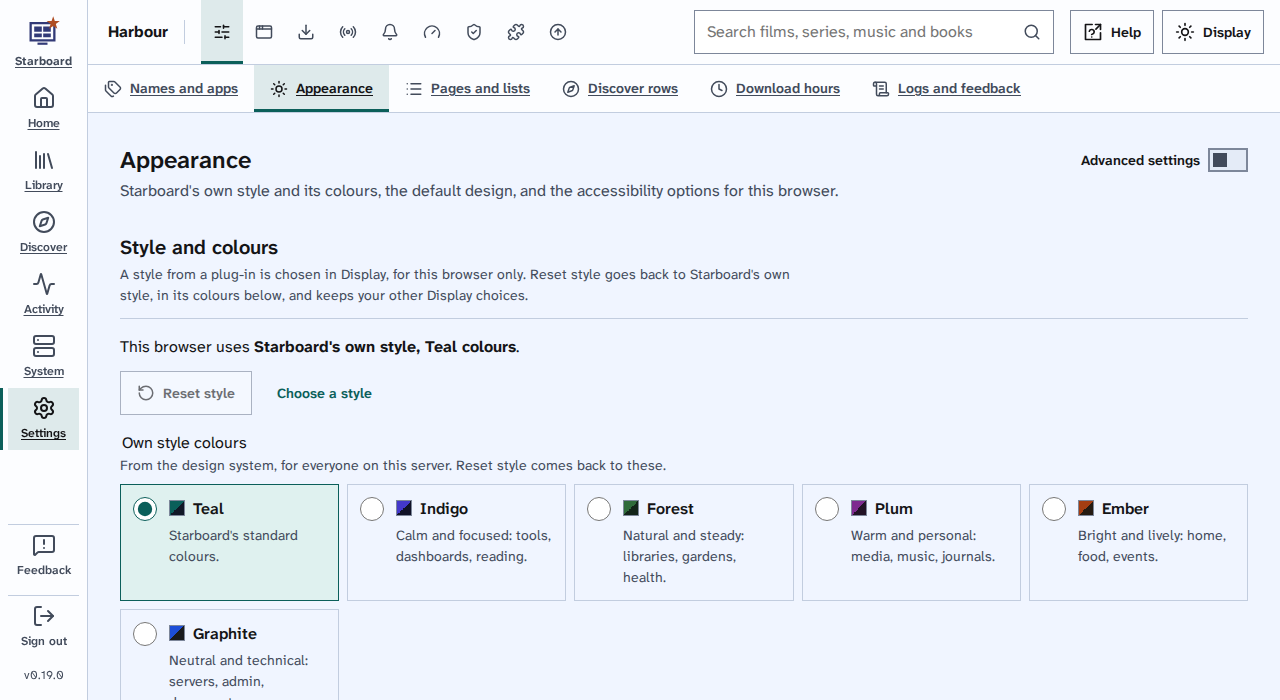 Starboard
Home
Library
Discover
Activity
System
Settings
Feedback
Sign out
v0.19.0
Harbour
Search films, series, music and books
Help
Display
Names and apps
Appearance
Pages and lists
Discover rows
Download hours
Logs and feedback
Appearance
Advanced settings
Starboard's own style and its colours, the default design, and the accessibility options for this browser.
Style and colours
A style from a plug-in is chosen in Display, for this browser only. Reset style goes back to Starboard's own
style, in its colours below, and keeps your other Display choices.
This browser uses Starboard's own style, Teal colours.
Reset style
Choose a style
Own style colours
From the design system, for everyone on this server. Reset style comes back to these.
Teal
Starboard's standard
colours.
Indigo
Calm and focused: tools,
dashboards, reading.
Forest
Natural and steady:
libraries, gardens,
health.
Plum
Warm and personal:
media, music, journals.
Ember
Bright and lively: home,
food, events.
Graphite
Neutral and technical:
servers, admin,